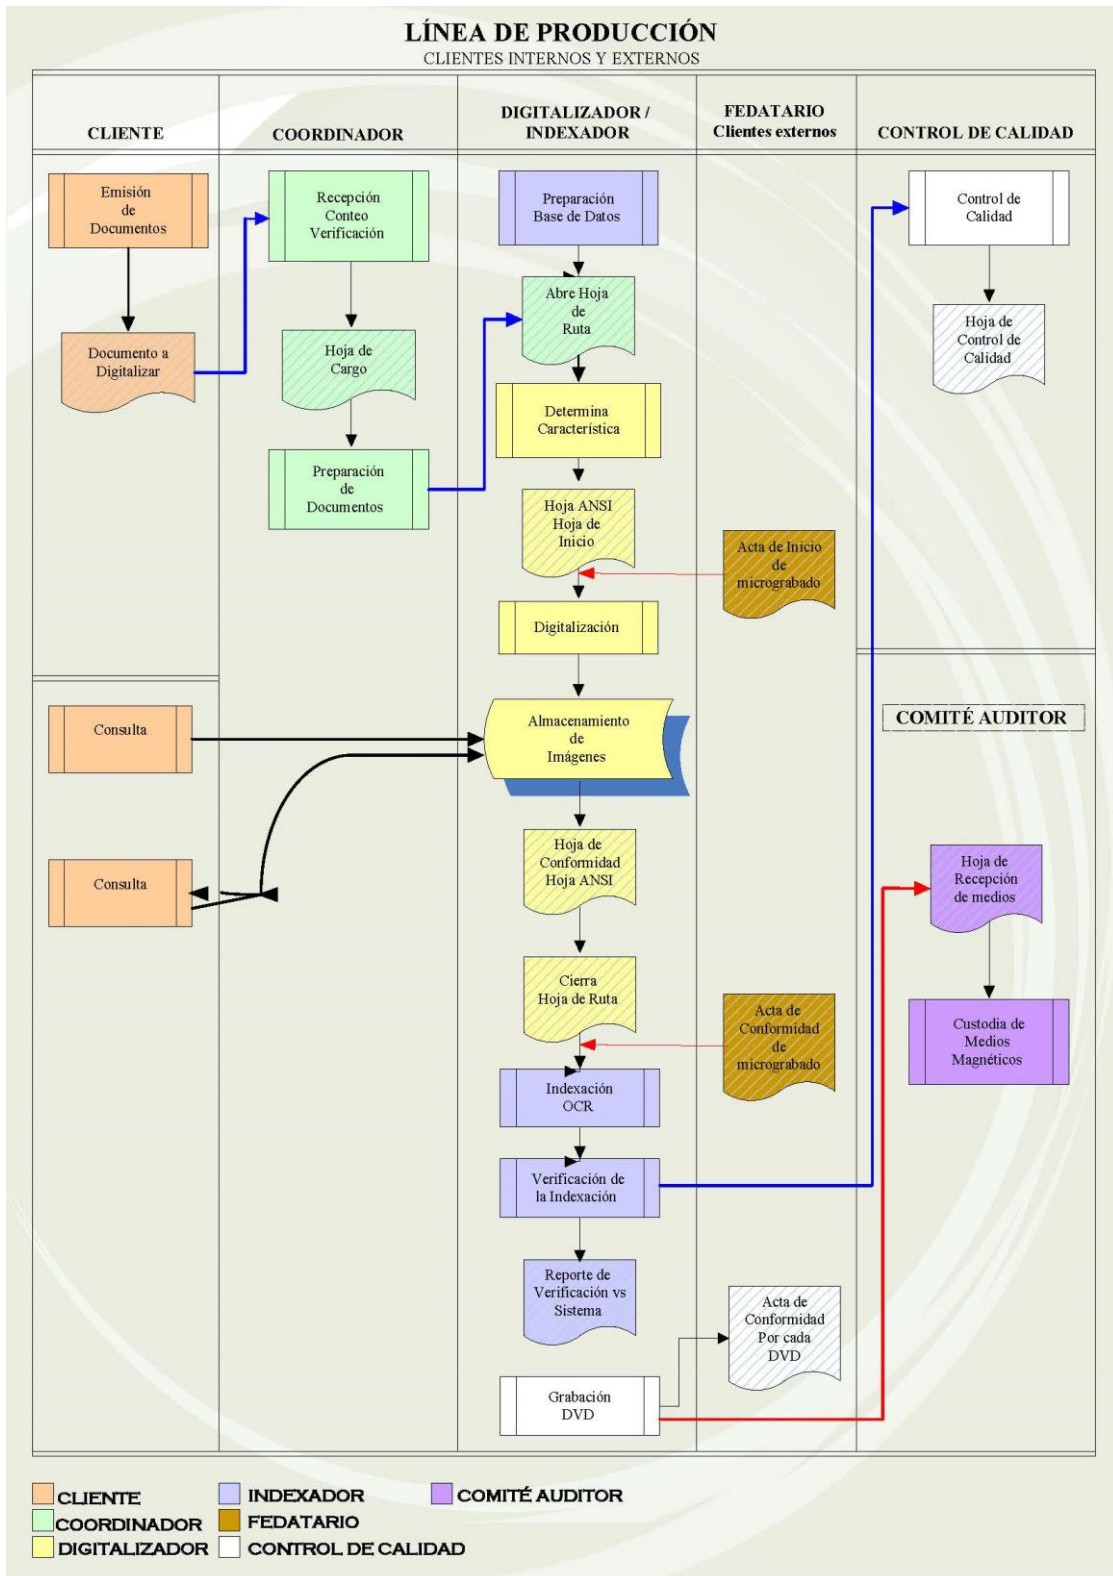 LÍNEA DE PRODUCCIÓN
CLIENTES INTERNOS Y EXTERNOS
CLIENTE
COORDINADOR
DIGITALIZADOR /
INDEXADOR
FEDATARIO
Clientes externos
CONTROL DE CALIDAD
Emisión
de
Documentos
Documento a
Digitalizar
Consulta
Consulta
Recepción
Conteo
Verificación
Hoja de
Cargo
Preparación
de
Documentos
Preparación
Base de Datos
Abre Hoja
de
Ruta
Determina
Característica
Hoja ANSI
Hoja de
Inicio
Digitalización
Almacenamiento
de
Imágenes
Hoja de
Conformidad
Hoja ANSI
Cierra
Hoja de Ruta
Indexación
OCR
Verificación de
la Indexación
Reporte de
Verificación vs
Sistema
Grabación
DVD
Acta de Inicio
de
micrograbado
Acta de
Conformidad
de
micrograbado
Acta de
Conformidad
Por cada
DVD
Control de
Calidad
Hoja de
Control de
Calidad
COMITÉ AUDITOR
Hoja de
Recepción
de medios
Custodia de
Medios
Magnéticos
CLIENTE
COORDINADOR
DIGITALIZADOR
INDEXADOR
FEDATARIO
CONTROL DE CALIDAD
COMITÉ AUDITOR